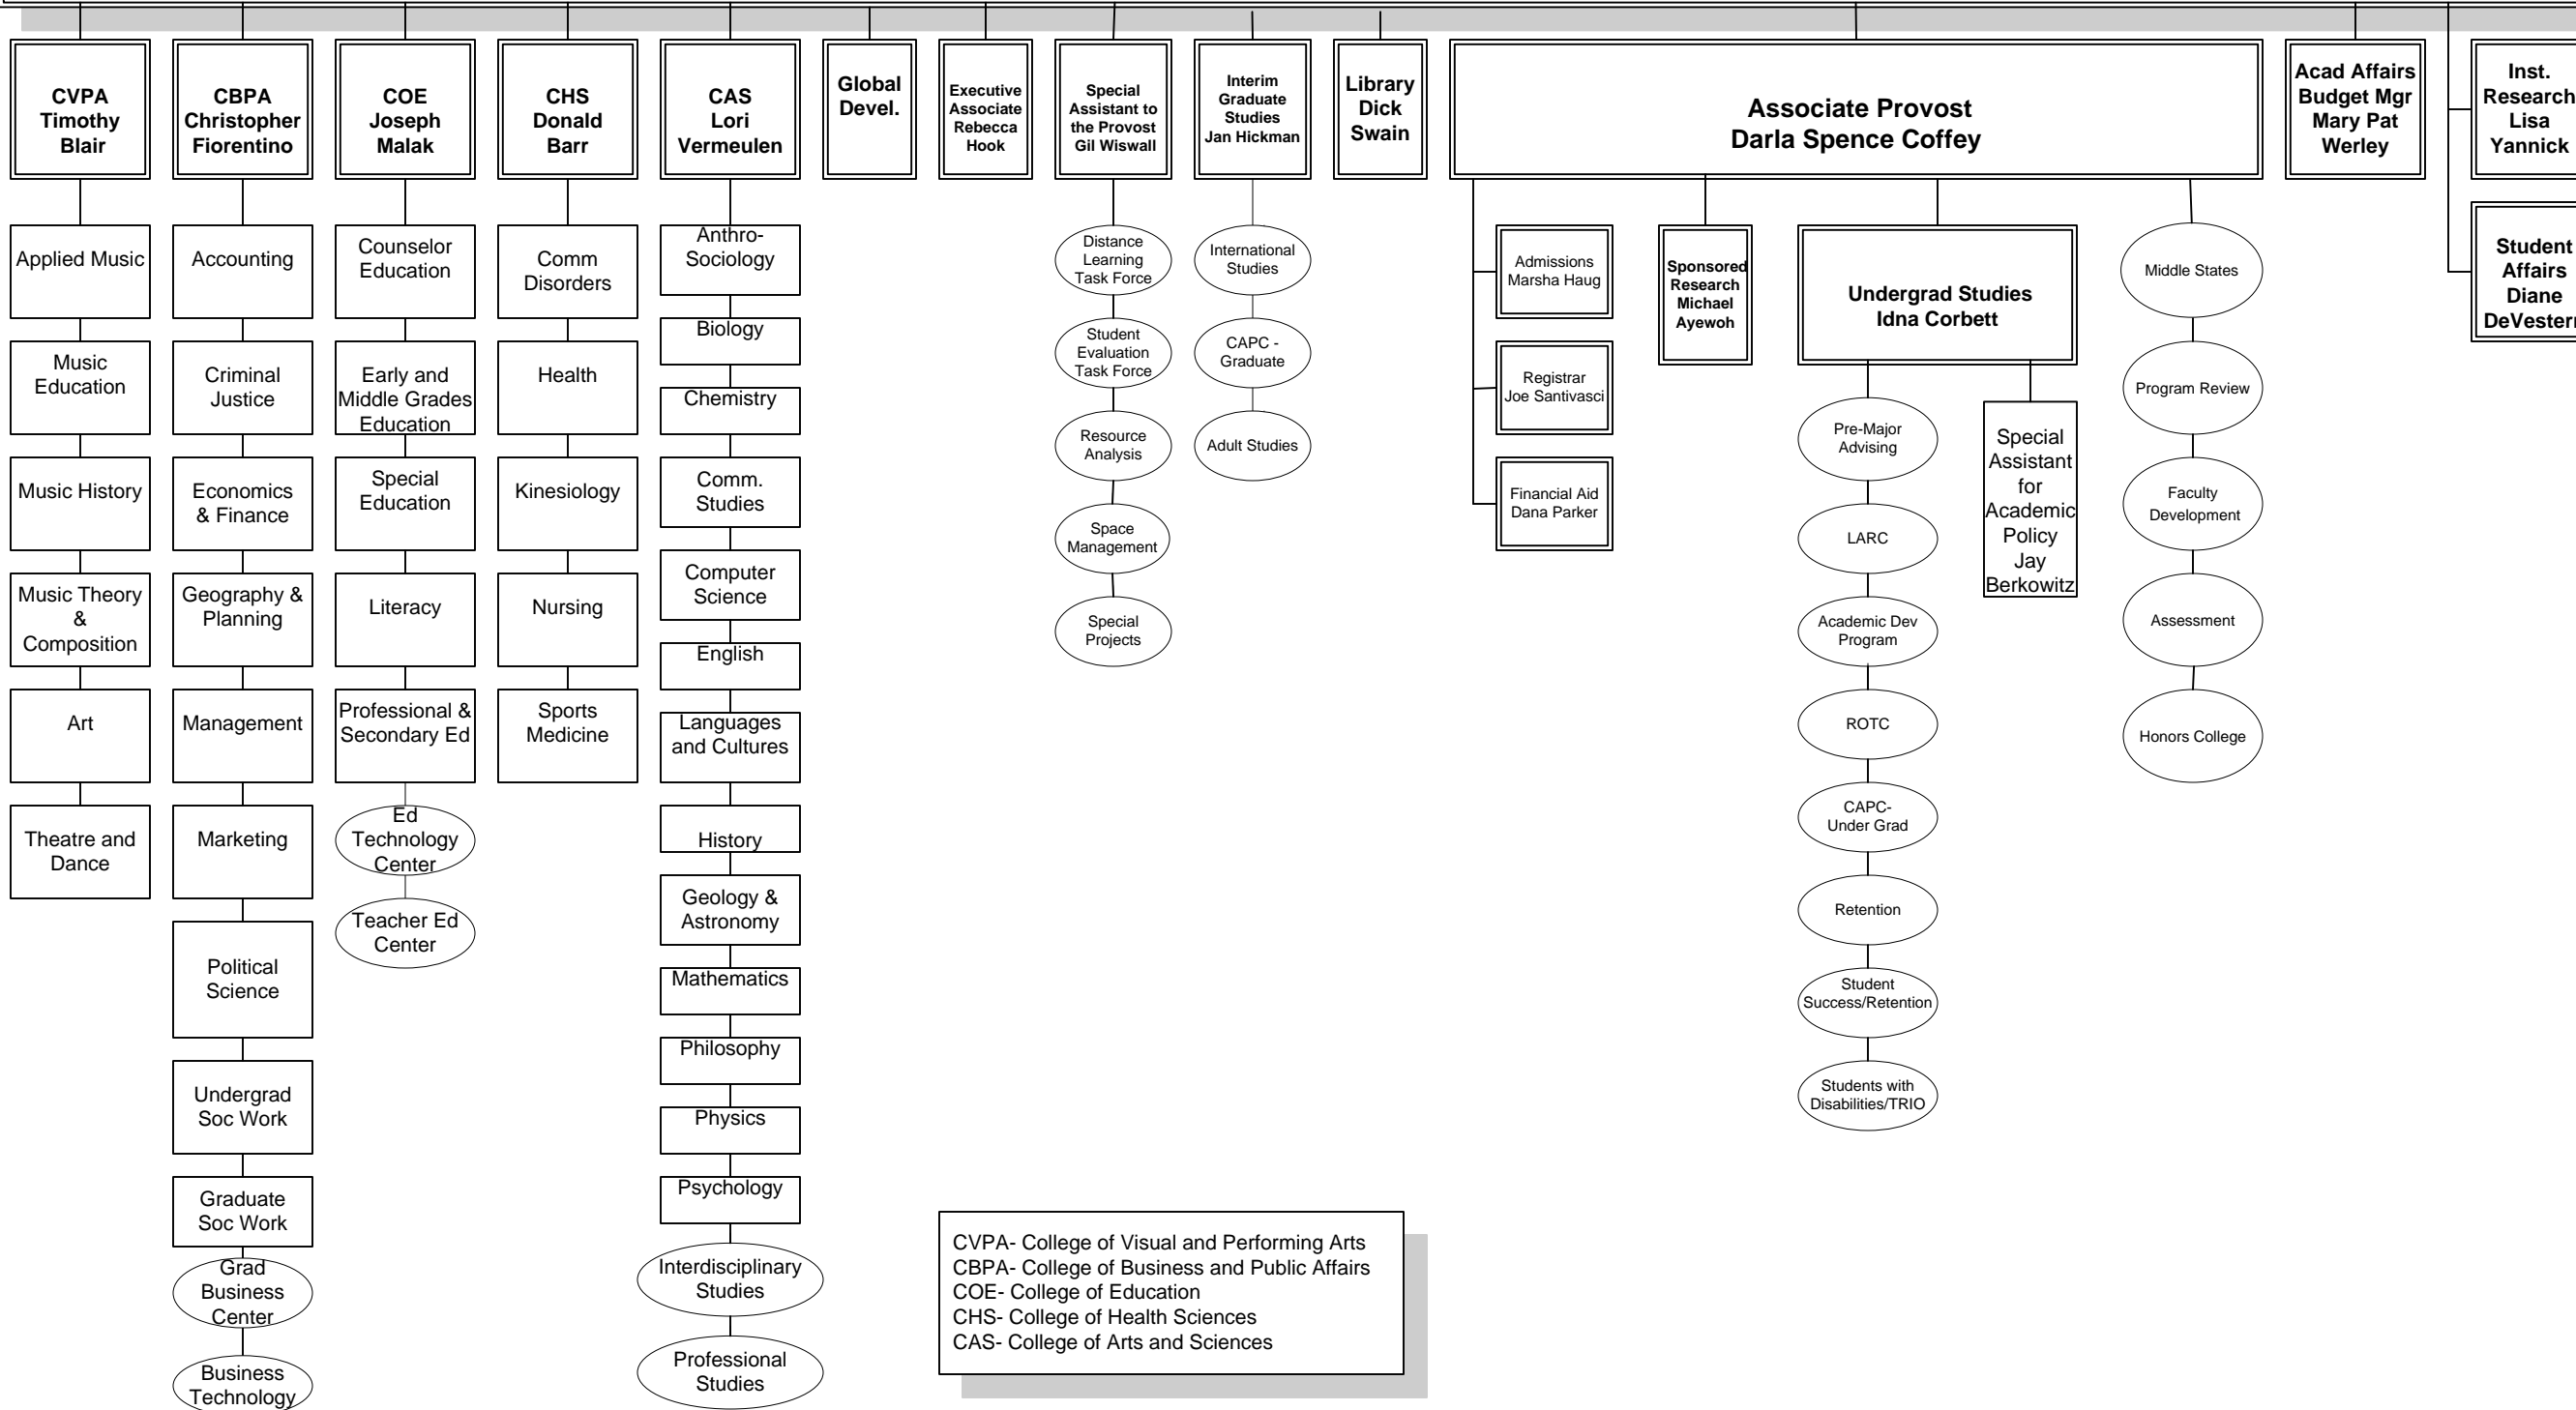 CVPA
Timothy
Blair
CBPA
Christopher
Fiorentino
COE
Joseph
Malak
CHS
Donald
Barr
CAS
Lori
Vermeulen
Global
Devel.
Executive
Associate
Rebecca
Hook
Special
Assistant to
the Provost
Gil Wiswall
Interim
Graduate
Studies
Jan Hickman
Library
Dick
Swain
Associate Provost
Darla Spence Coffey
Acad Affairs
Budget Mgr
Mary Pat
Werley
Inst.
Research
Lisa
Yannick
Student
Affairs
Diane
DeVestern
Applied Music
Music
Education
Music History
Music Theory
&
Composition
Art
Theatre and
Dance
Accounting
Criminal
Justice
Economics
& Finance
Geography &
Planning
Management
Marketing
Political
Science
Undergrad
Soc Work
Graduate
Soc Work
Grad
Business
Center
Business
Technology
Counselor
Education
Early and
Middle Grades
Education
Special
Education
Literacy
Professional &
Secondary Ed
Ed
Technology
Center
Teacher Ed
Center
Comm
Disorders
Health
Kinesiology
Nursing
Sports
Medicine
Anthro-
Sociology
Biology
Chemistry
Comm.
Studies
Computer
Science
English
Languages
and Cultures
History
Geology &
Astronomy
Mathematics
Philosophy
Physics
Psychology
Interdisciplinary
Studies
Professional
Studies
Distance
Learning
Task Force
Student
Evaluation
Task Force
Resource
Analysis
Space
Management
Special
Projects
International
Studies
CAPC -
Graduate
Adult Studies
Admissions
Marsha Haug
Registrar
Joe Santivasci
Financial Aid
Dana Parker
Sponsored
Research
Michael
Ayewoh
Undergrad Studies
Idna Corbett
Pre-Major
Advising
LARC
Academic Dev
Program
ROTC
CAPC-
Under Grad
Retention
Student
Success/Retention
Students with
Disabilities/TRIO
Special
Assistant
for
Academic
Policy
Jay
Berkowitz
Middle States
Program Review
Faculty
Development
Assessment
Honors College
CVPA- College of Visual and Performing Arts
CBPA- College of Business and Public Affairs
COE- College of Education
CHS- College of Health Sciences
CAS- College of Arts and Sciences